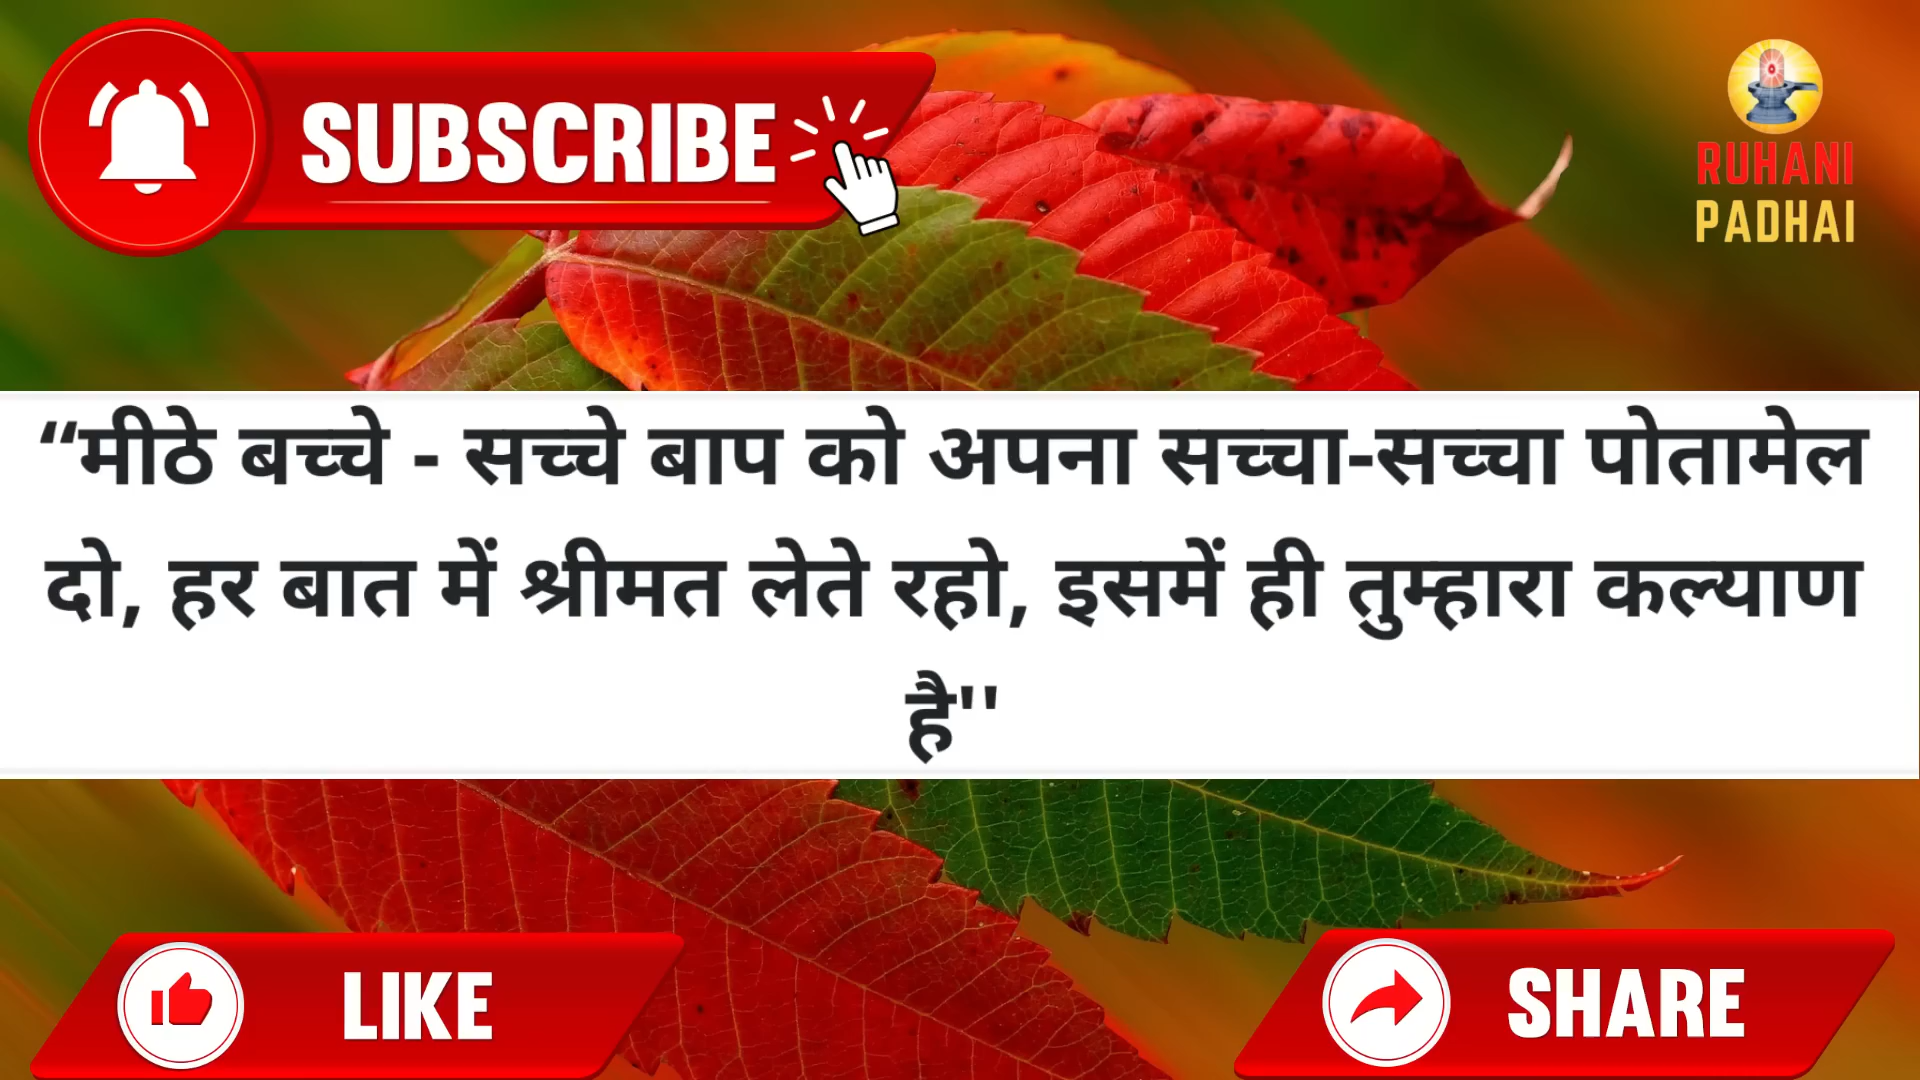 SUBSCRIBE
RUHANI
PADHAI
“मीठे बच्चे - सच्चे बाप को अपना सच्चा-सच्चा पोतामेल
दो, हर बात में श्रीमत लेते रहो, इसमें ही तुम्हारा कल्याण
है''
LIKE
SHARE